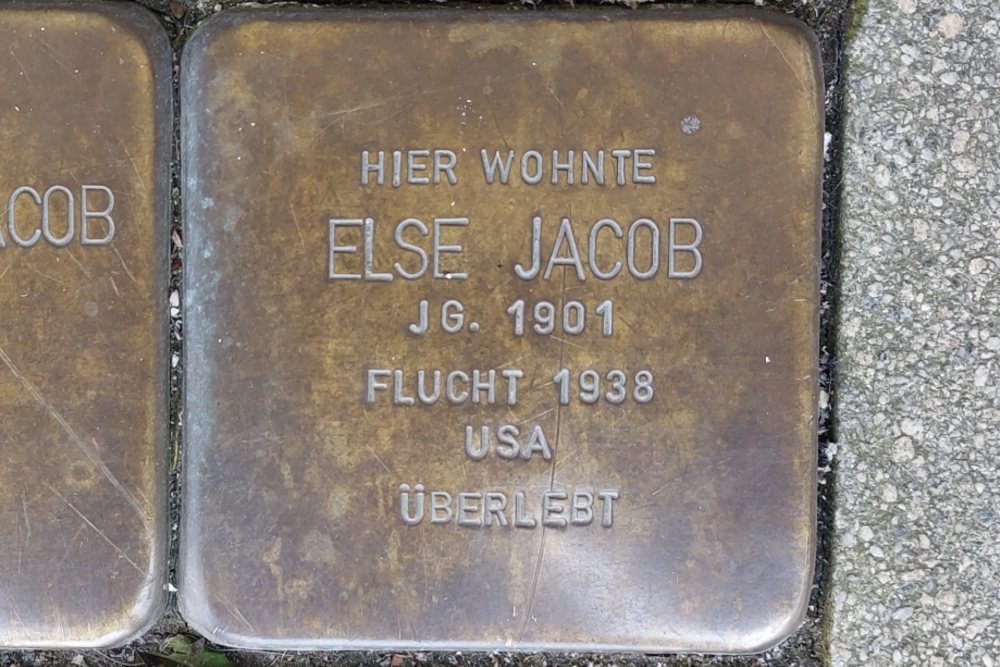 HIER WOHNTE
ELSE JACOB
JG. 1901
FLUCHT 1938
USA
ÜBERLEBT